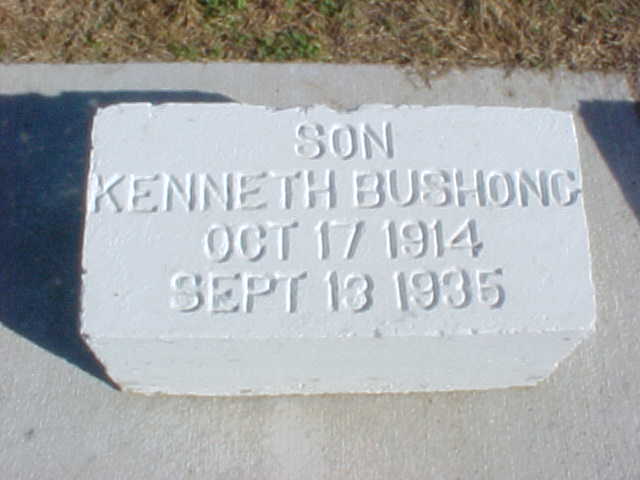 SON
KENNETH BUSHONG
OCT 17 1914
SEPT 13 1935